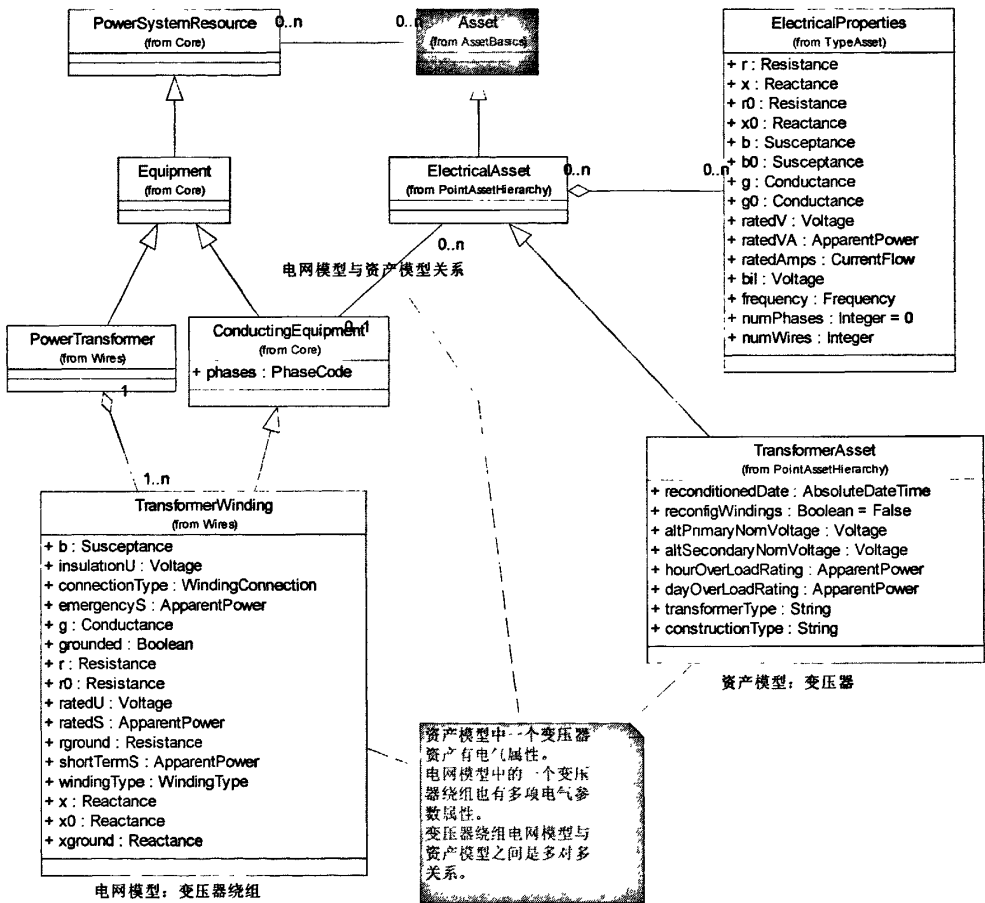 PowerSystemResource
(from Core)
0..n
0..n
Asset
(from AssetBasics)
ElectricalProperties
(from TypeAsset)
+ r : Resistance
+ x : Reactance
+ r0 : Resistance
+ x0 : Reactance
+ b : Susceptance
+ b0 : Susceptance
+ g : Conductance
+ g0 : Conductance
+ ratedV : Voltage
+ ratedVA : ApparentPower
+ ratedAmps : CurrentFlow
+ bil : Voltage
+ frequency : Frequency
+ numPhases : Integer = 0
+ numWires : Integer
Equipment
(from Core)
ElectricalAsset
(from PointAssetHierarchy)
0..n
0..n
0..n
电网模型与资产模型关系
PowerTransformer
(from Wires)
1
ConductingEquipment
0..1
(from Core)
+ phases : PhaseCode
1..n
TransformerWinding
(from Wires)
+ b : Susceptance
+ insulationU : Voltage
+ connectionType : WindingConnection
+ emergencyS : ApparentPower
+ g : Conductance
+ grounded : Boolean
+ r : Resistance
+ r0 : Resistance
+ ratedU : Voltage
+ ratedS : ApparentPower
+ rground : Resistance
+ shortTermS : ApparentPower
+ windingType : WindingType
+ x : Reactance
+ x0 : Reactance
+ xground : Reactance
电网模型：变压器绕组
TransformerAsset
(from PointAssetHierarchy)
+ reconditionedDate : AbsoluteDateTime
+ reconfigWindings : Boolean = False
+ altPrimaryNomVoltage : Voltage
+ altSecondaryNomVoltage : Voltage
+ hourOverLoadRating : ApparentPower
+ dayOverLoadRating : ApparentPower
+ transformerType : String
+ constructionType : String
资产模型：变压器
资产模型中一个变压器
资产有电气属性。
电网模型中的一个变压
器绕组也有多项电气参
数属性。
变压器绕组电网模型与
资产模型之间是多对多
关系。